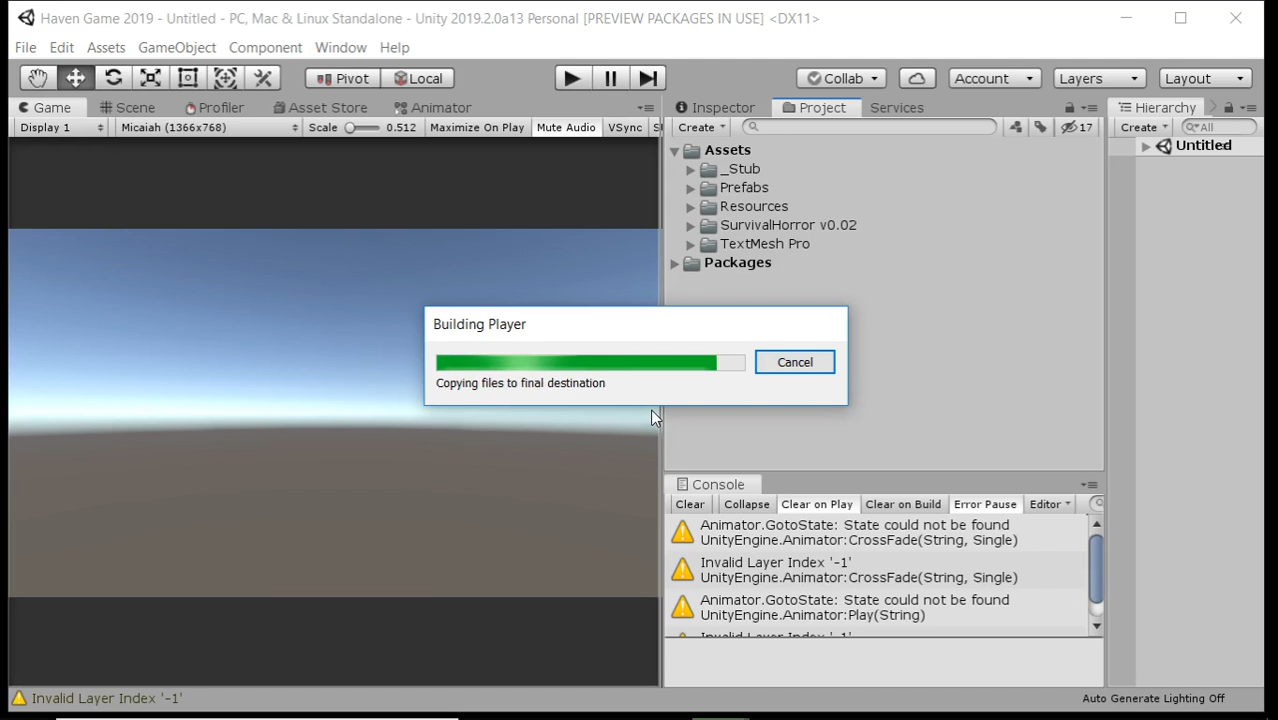 Haven Game 2019 - Untitled - PC, Mac & Linux Standalone - Unity 2019.2.0a13 Personal [PREVIEW PACKAGES IN USE] <DX11>
File Edit Assets GameObject Component Window Help
Pivot Local Collab Account Layers Layout
Game Scene Profiler Asset Store Animator Inspector Project Services Hierarchy
Display 1 Micaiah (1366x768) Scale 0.512 Maximize On Play Mute Audio VSync Create 17 Create All
Assets
Untitled
_Stub
Prefabs
Resources
SurvivalHorror v0.02
TextMesh Pro
Packages
Building Player
Cancel
Copying files to final destination
Console
Clear Collapse Clear on Play Clear on Build Error Pause Editor
Animator.GotoState: State could not be found
UnityEngine.Animator:CrossFade(String, Single)
Invalid Layer Index '-1'
UnityEngine.Animator:CrossFade(String, Single)
Animator.GotoState: State could not be found
UnityEngine.Animator:Play(String)
Invalid Layer Index '-1'
Invalid Layer Index '-1'
Auto Generate Lighting Off